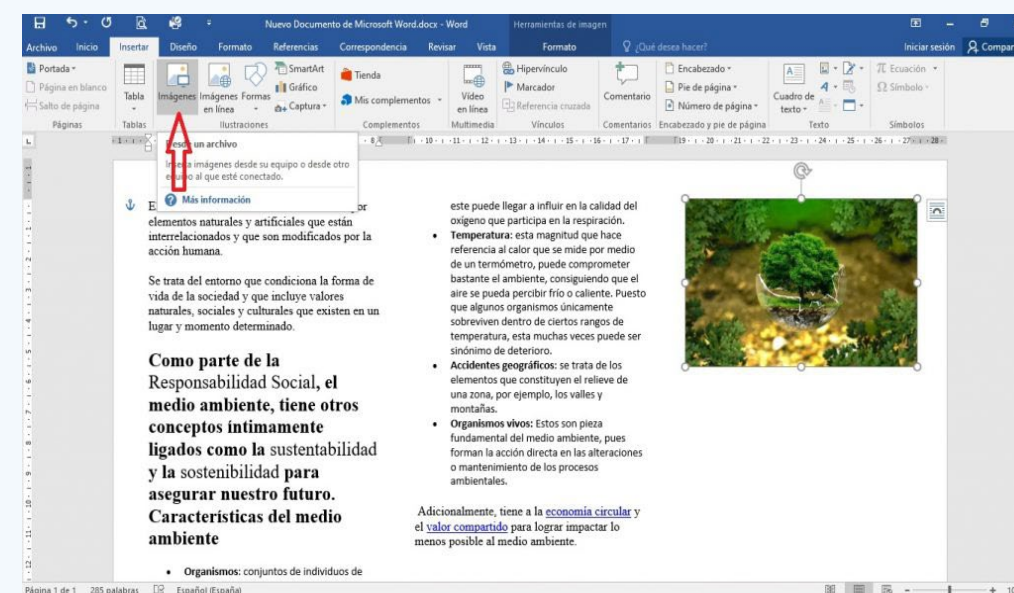 Nuevo Documento de Microsoft Word.docx - Word
Herramientas de imagen
Archivo Inicio Insertar Diseño Formato Referencias Correspondencia Revisar Vista Formato ¿Qué desea hacer? Iniciar sesión Compar
Portada
Página en blanco
Salto de página
Páginas
Tabla
Tablas
Imágenes
Imágenes en línea
Formas
SmartArt
Gráfico
Captura
Ilustraciones
Tienda
Mis complementos
Complementos
Vídeo en línea
Multimedia
Hipervínculo
Marcador
Referencia cruzada
Vínculos
Comentario
Comentarios
Encabezado
Pie de página
Número de página
Encabezado y pie de página
Cuadro de texto
Texto
Ecuación
Símbolo
Símbolos
Desde un archivo
Inserta imágenes desde su equipo o desde otro
equipo al que esté conectado.
Más información
elementos naturales y artificiales que están
interrelacionados y que son modificados por la
acción humana.
Se trata del entorno que condiciona la forma de
vida de la sociedad y que incluye valores
naturales, sociales y culturales que existen en un
lugar y momento determinado.
Como parte de la
Responsabilidad Social, el
medio ambiente, tiene otros
conceptos íntimamente
ligados como la sustentabilidad
y la sostenibilidad para
asegurar nuestro futuro.
Características del medio
ambiente
• Organismos: conjuntos de individuos de
este puede llegar a influir en la calidad del
oxígeno que participa en la respiración.
• Temperatura: esta magnitud que hace
referencia al calor que se mide por medio
de un termómetro, puede comprometer
bastante el ambiente, consiguiendo que el
aire se pueda percibir frío o caliente. Puesto
que algunos organismos únicamente
sobreviven dentro de ciertos rangos de
temperatura, esta muchas veces puede ser
sinónimo de deterioro.
• Accidentes geográficos: se trata de los
elementos que constituyen el relieve de
una zona, por ejemplo, los valles y
montañas.
• Organismos vivos: Estos son pieza
fundamental del medio ambiente, pues
forman la acción directa en las alteraciones
o mantenimiento de los procesos
ambientales.
Adicionalmente, tiene a la economía circular y
el valor compartido para lograr impactar lo
menos posible al medio ambiente.
Página 1 de 1 285 palabras Español (España)